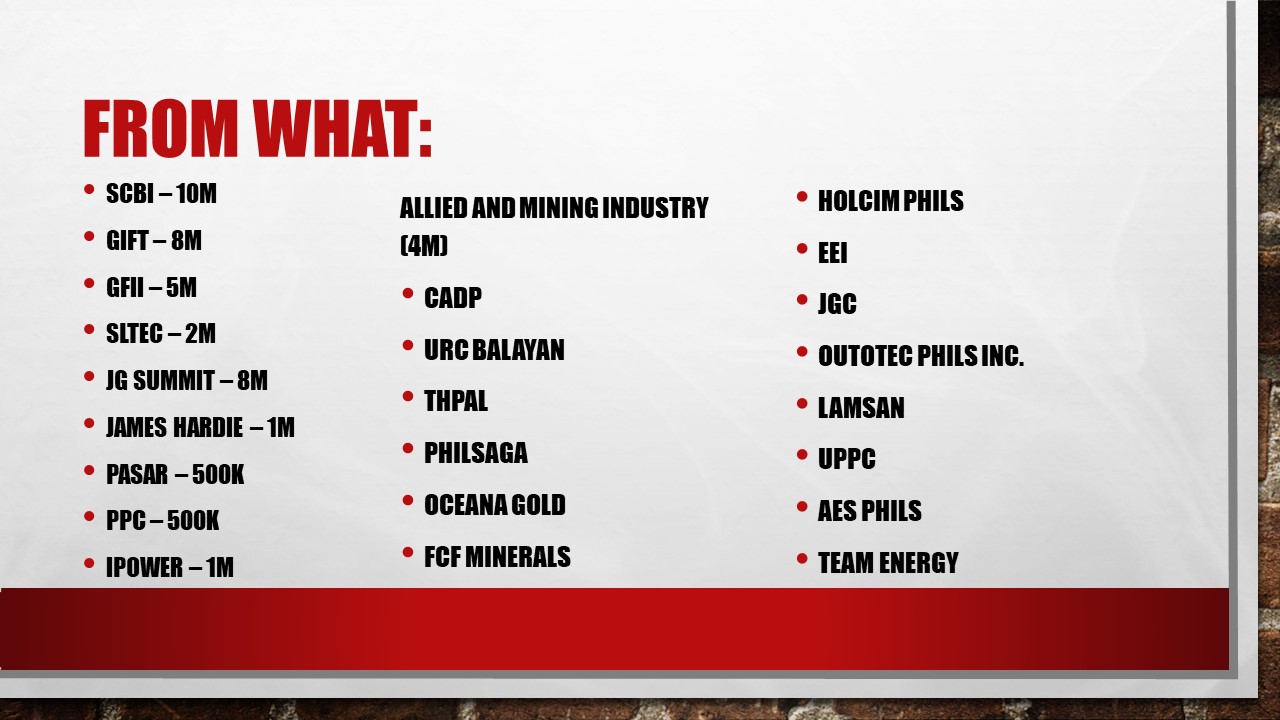 FROM WHAT:
• SCBI – 10M
• GIFT – 8M
• GFII – 5M
• SLTEC – 2M
• JG SUMMIT – 8M
• JAMES HARDIE – 1M
• PASAR – 500K
• PPC – 500K
• IPOWER – 1M
ALLIED AND MINING INDUSTRY
(4M)
• CADP
• URC BALAYAN
• THPAL
• PHILSAGA
• OCEANA GOLD
• FCF MINERALS
• HOLCIM PHILS
• EEI
• JGC
• OUTOTEC PHILS INC.
• LAMSAN
• UPPC
• AES PHILS
• TEAM ENERGY